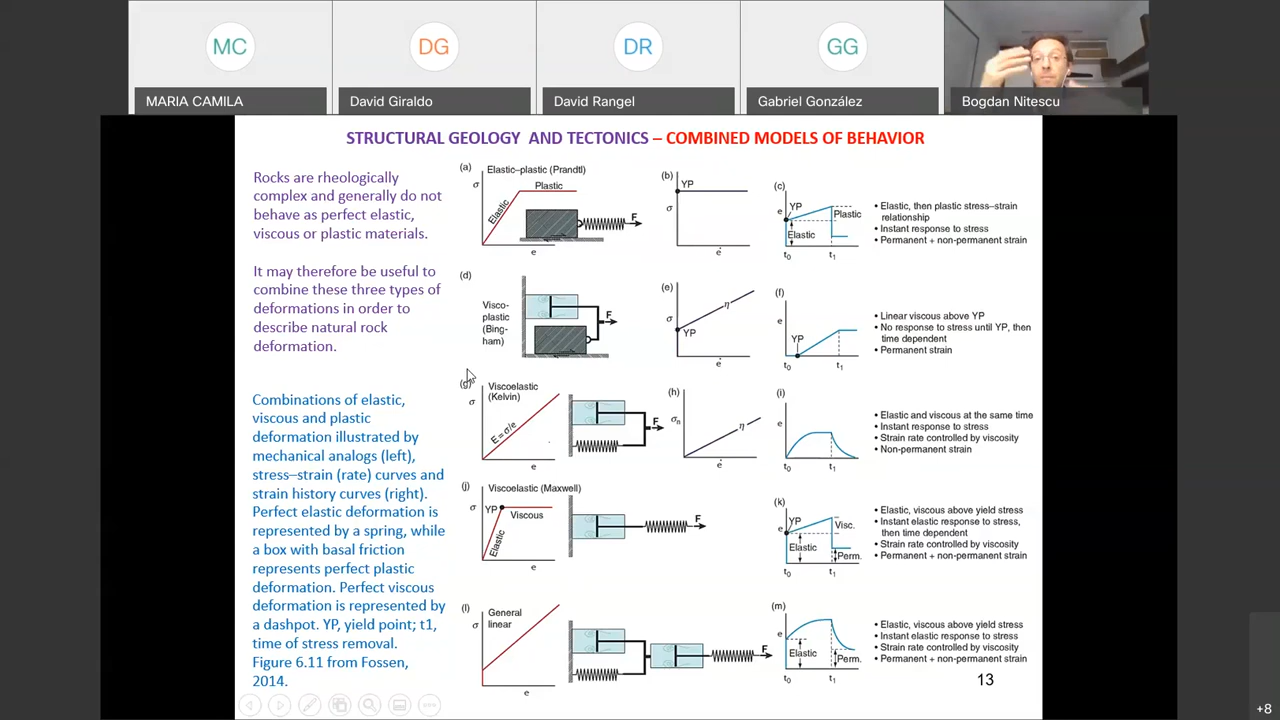 MC
DG
DR
GG
MARIA CAMILA
David Giraldo
David Rangel
Gabriel González
Bogdan Nitescu
STRUCTURAL GEOLOGY AND TECTONICS – COMBINED MODELS OF BEHAVIOR
Rocks are rheologically
complex and generally do not
behave as perfect elastic,
viscous or plastic materials.
It may therefore be useful to
combine these three types of
deformations in order to
describe natural rock
deformation.
Combinations of elastic,
viscous and plastic
deformation illustrated by
mechanical analogs (left),
stress–strain (rate) curves and
strain history curves (right).
Perfect elastic deformation is
represented by a spring, while
a box with basal friction
represents perfect plastic
deformation. Perfect viscous
deformation is represented by
a dashpot. YP, yield point; t1,
time of stress removal.
Figure 6.11 from Fossen,
2014.
(a)
Elastic–plastic (Prandtl)
σ
Plastic
Elastic
F
e
(b)
YP
σ
ė
(c)
YP
e
Plastic
Elastic
t0
t1
• Elastic, then plastic stress–strain
relationship
• Instant response to stress
• Permanent + non-permanent strain
(d)
Visco-
plastic
(Bing-
ham)
F
(e)
σ
η
YP
ė
(f)
e
YP
t0
t1
• Linear viscous above YP
• No response to stress until YP, then
time dependent
• Permanent strain
(g)
Viscoelastic
(Kelvin)
σ
E = σ/e
e
F
(h)
σn
η
ė
(i)
e
t0
t1
• Elastic and viscous at the same time
• Instant response to stress
• Strain rate controlled by viscosity
• Non-permanent strain
(j)
Viscoelastic (Maxwell)
σ
YP
Viscous
Elastic
e
F
(k)
YP
e
Visc.
Elastic
Perm.
t0
t1
• Elastic, viscous above yield stress
• Instant elastic response to stress,
then time dependent
• Strain rate controlled by viscosity
• Permanent + non-permanent strain
(l)
General
linear
σ
e
F
(m)
e
Elastic
Perm.
t0
t1
• Elastic, viscous above yield stress
• Instant elastic response to stress
• Strain rate controlled by viscosity
• Permanent + non-permanent strain
13
+8